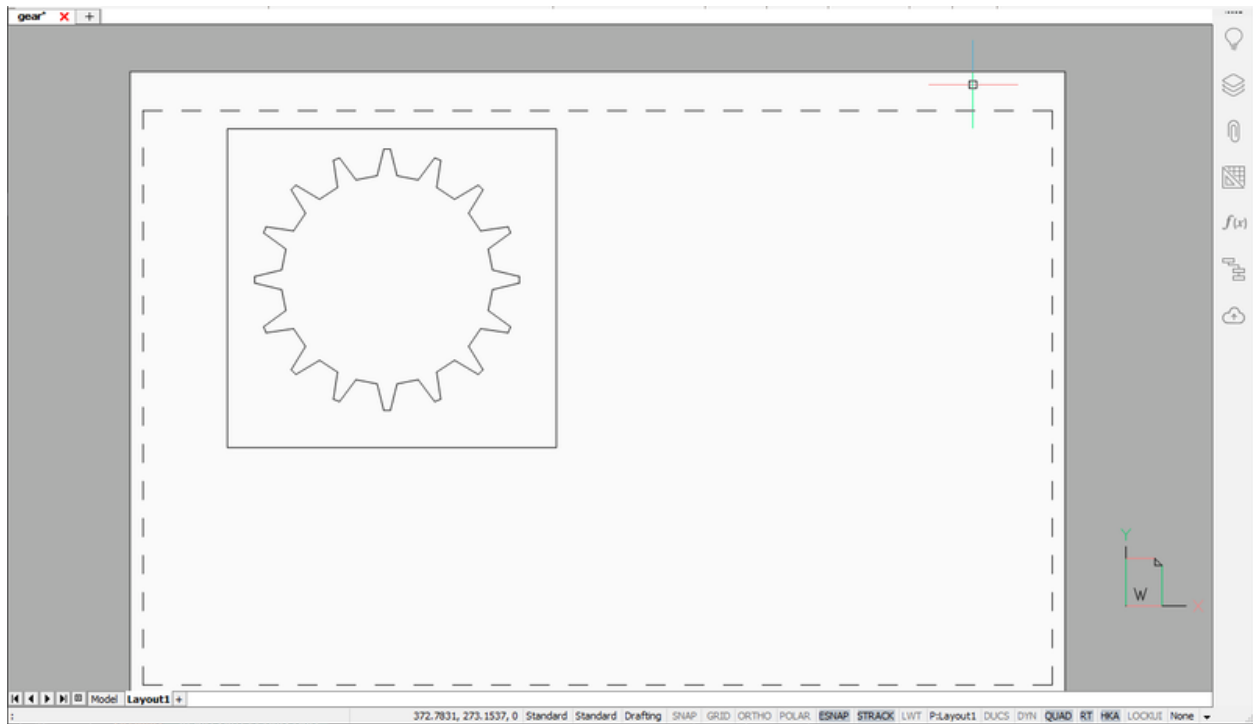 gear*
f(x)
Y
W
X
Model Layout1 +
: 372.7831, 273.1537, 0 Standard Standard Drafting SNAP GRID ORTHO POLAR ESNAP STRACK LWT P:Layout1 DUCS DYN QUAD RT HKA LOCKUI None